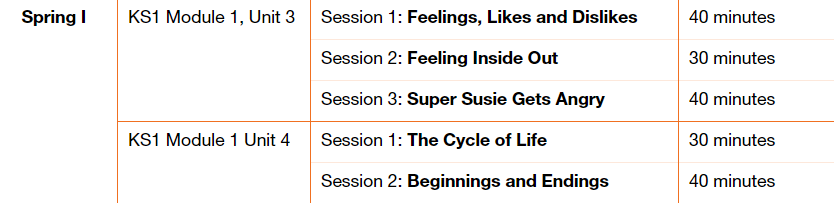 Spring I KS1 Module 1, Unit 3 Session 1: Feelings, Likes and Dislikes 40 minutes
Session 2: Feeling Inside Out 30 minutes
Session 3: Super Susie Gets Angry 40 minutes
KS1 Module 1 Unit 4 Session 1: The Cycle of Life 30 minutes
Session 2: Beginnings and Endings 40 minutes